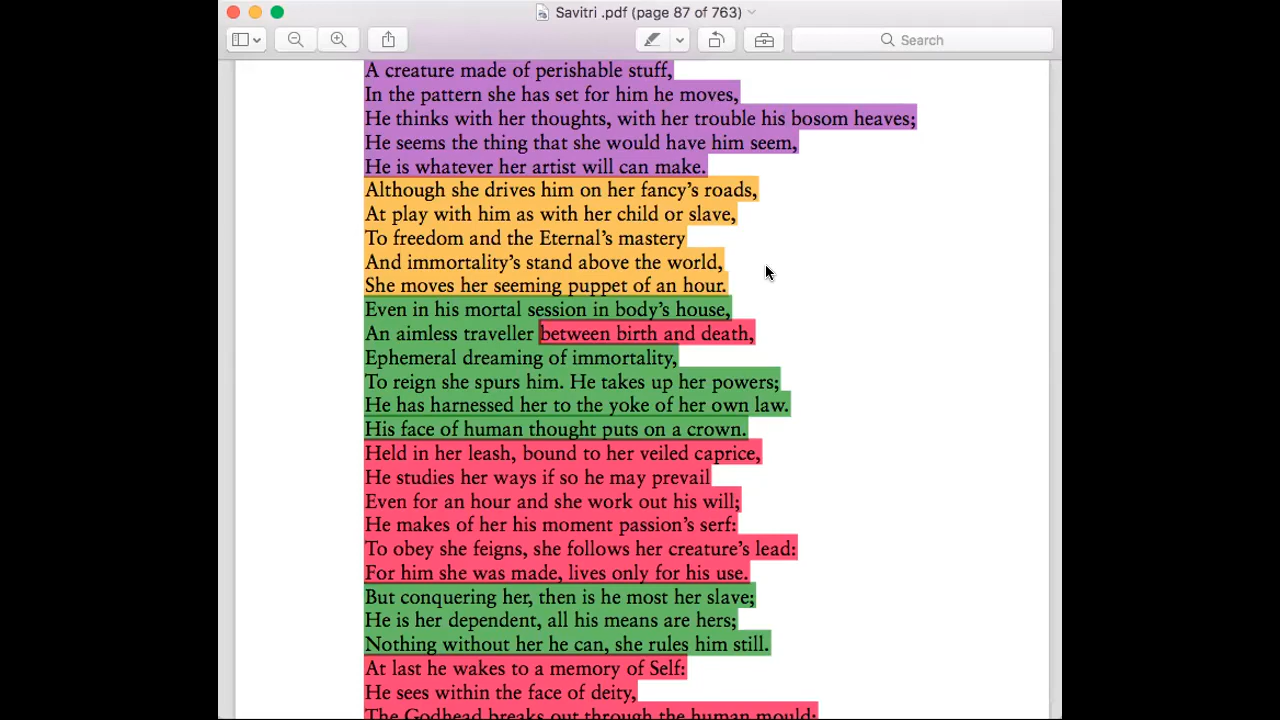 Savitri .pdf (page 87 of 763)
Search
A creature made of perishable stuff,
In the pattern she has set for him he moves,
He thinks with her thoughts, with her trouble his bosom heaves;
He seems the thing that she would have him seem,
He is whatever her artist will can make.
Although she drives him on her fancy's roads,
At play with him as with her child or slave,
To freedom and the Eternal's mastery
And immortality's stand above the world,
She moves her seeming puppet of an hour.
Even in his mortal session in body's house,
An aimless traveller between birth and death,
Ephemeral dreaming of immortality,
To reign she spurs him. He takes up her powers;
He has harnessed her to the yoke of her own law.
His face of human thought puts on a crown.
Held in her leash, bound to her veiled caprice,
He studies her ways if so he may prevail
Even for an hour and she work out his will;
He makes of her his moment passion's serf:
To obey she feigns, she follows her creature's lead:
For him she was made, lives only for his use.
But conquering her, then is he most her slave;
He is her dependent, all his means are hers;
Nothing without her he can, she rules him still.
At last he wakes to a memory of Self:
He sees within the face of deity,
The Godhead breaks out through the human mould: